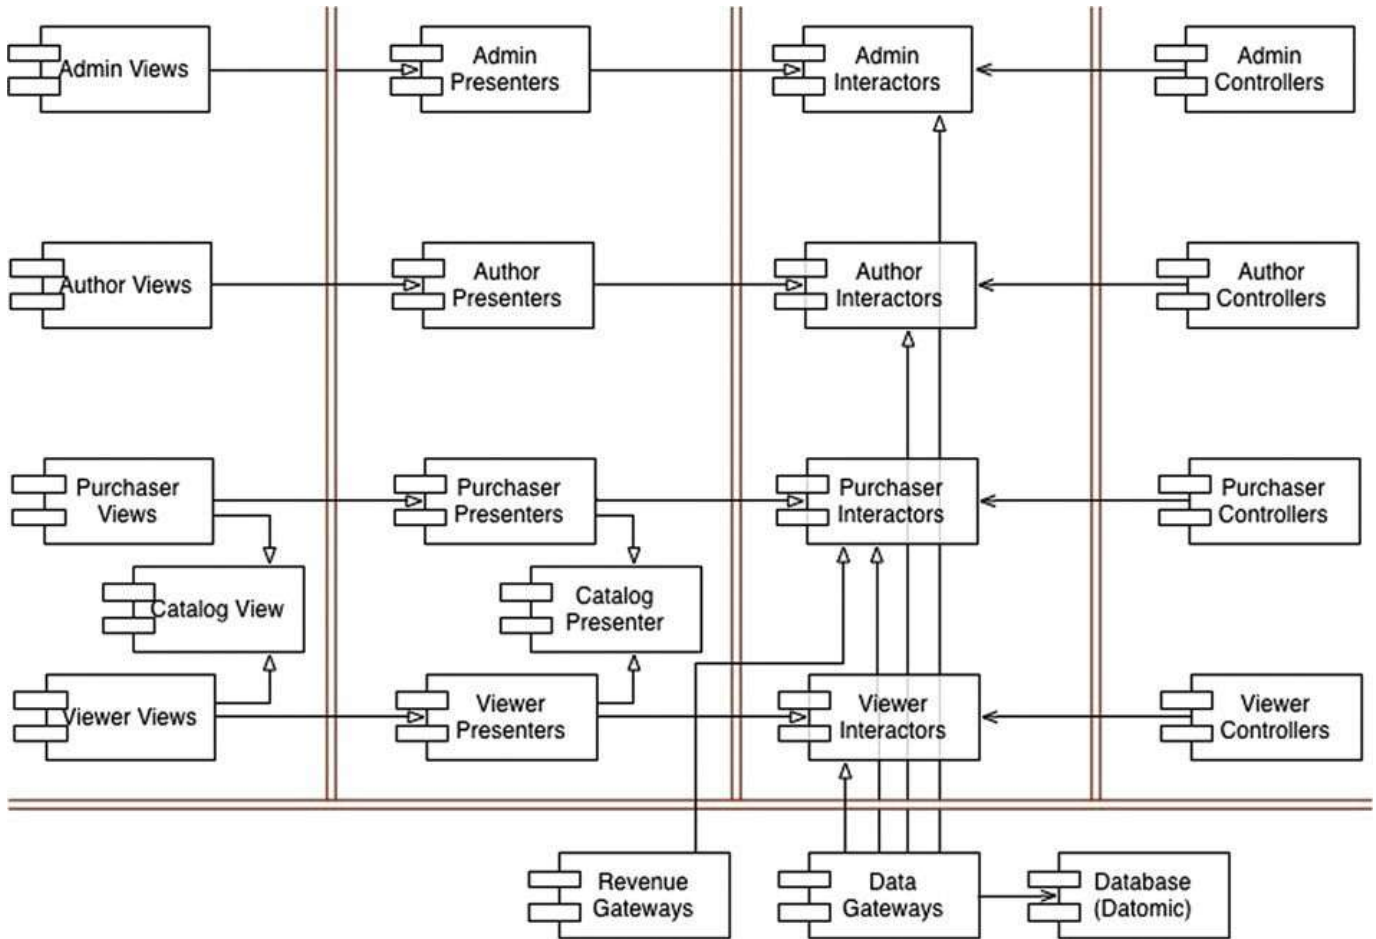 Admin Views
Admin
Presenters
Admin
Interactors
Admin
Controllers
Author Views
Author
Presenters
Author
Interactors
Author
Controllers
Purchaser
Views
Purchaser
Presenters
Purchaser
Interactors
Purchaser
Controllers
Catalog View
Catalog
Presenter
Viewer Views
Viewer
Presenters
Viewer
Interactors
Viewer
Controllers
Revenue
Gateways
Data
Gateways
Database
(Datomic)